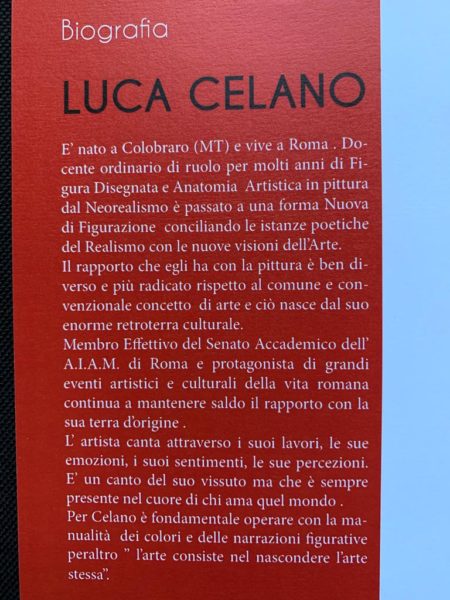 Biografia
LUCA CELANO
E' nato a Colobraro (MT) e vive a Roma . Do-
cente ordinario di ruolo per molti anni di Fi-
gura Disegnata e Anatomia Artistica in pittura
dal Neorealismo è passato a una forma Nuova
di Figurazione conciliando le istanze poetiche
del Realismo con le nuove visioni dell'Arte.
Il rapporto che egli ha con la pittura è ben di-
verso e più radicato rispetto al comune e con-
venzionale concetto di arte e ciò nasce dal suo
enorme retroterra culturale.
Membro Effettivo del Senato Accademico dell'
A.I.A.M. di Roma e protagonista di grandi
eventi artistici e culturali della vita romana
continua a mantenere saldo il rapporto con la
sua terra d'origine .
L' artista canta attraverso i suoi lavori, le sue
emozioni, i suoi sentimenti, le sue percezioni.
E' un canto del suo vissuto ma che è sempre
presente nel cuore di chi ama quel mondo .
Per Celano è fondamentale operare con la ma-
nualità dei colori e delle narrazioni figurative
peraltro " l'arte consiste nel nascondere l'arte
stessa".